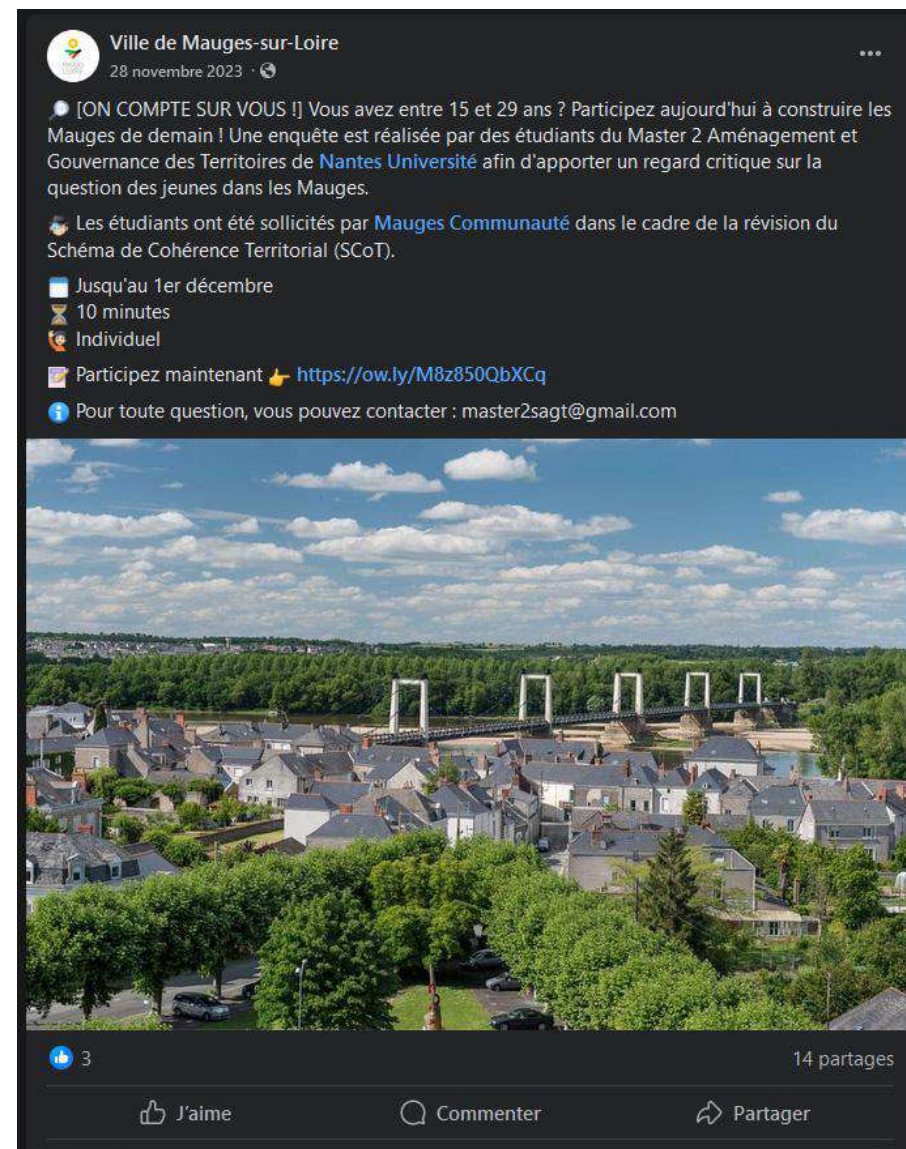 Ville de Mauges-sur-Loire
28 novembre 2023 ·
[ON COMPTE SUR VOUS !] Vous avez entre 15 et 29 ans ? Participez aujourd'hui à construire les
Mauges de demain ! Une enquête est réalisée par des étudiants du Master 2 Aménagement et
Gouvernance des Territoires de Nantes Université afin d'apporter un regard critique sur la
question des jeunes dans les Mauges.
Les étudiants ont été sollicités par Mauges Communauté dans le cadre de la révision du
Schéma de Cohérence Territorial (SCoT).
Jusqu'au 1er décembre
10 minutes
Individuel
Participez maintenant 👉 https://ow.ly/M8z850QbXCq
Pour toute question, vous pouvez contacter : master2sagt@gmail.com
3
14 partages
J'aime
Commenter
Partager